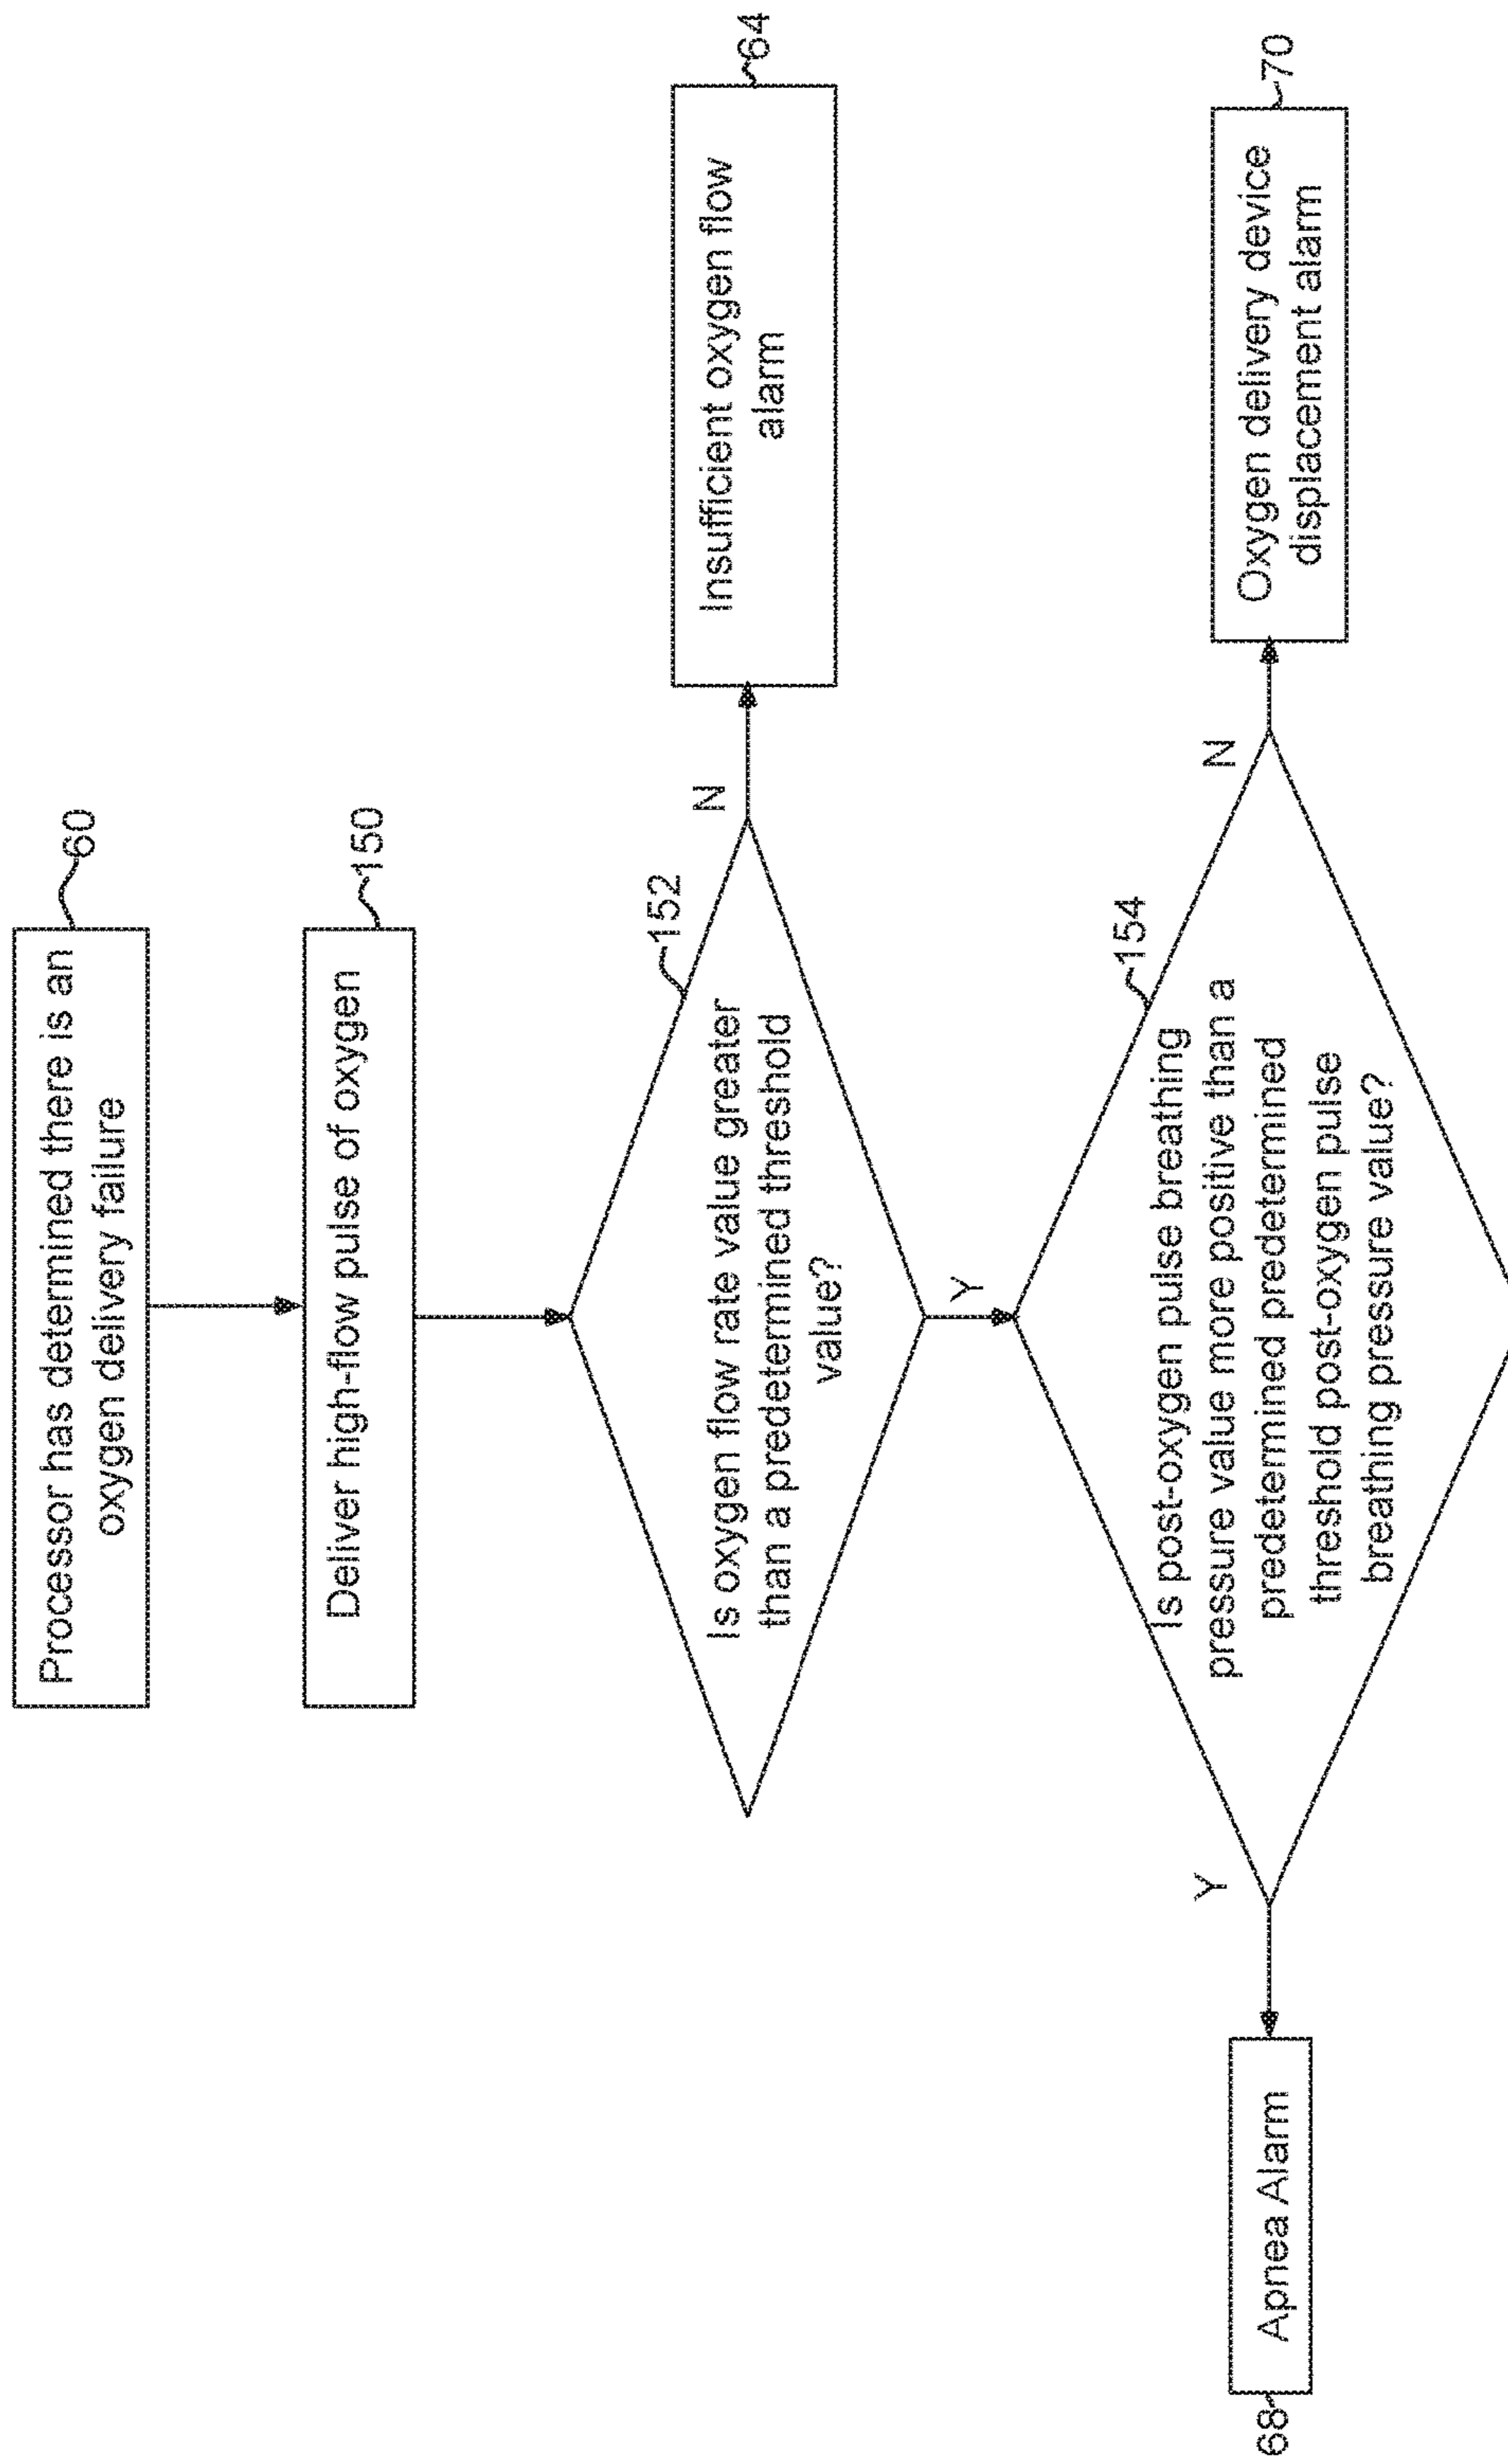 Processor has determined there is an
oxygen delivery failure
60
Deliver high-flow pulse of oxygen
150
152
Is oxygen flow rate value greater
than a predetermined threshold
value?
N
Insufficient oxygen flow
alarm
64
Y
154
Is post-oxygen pulse breathing
pressure value more positive than a
predetermined predetermined
threshold post-oxygen pulse
breathing pressure value?
Y
Apnea Alarm
68
N
Oxygen delivery device
displacement alarm
70